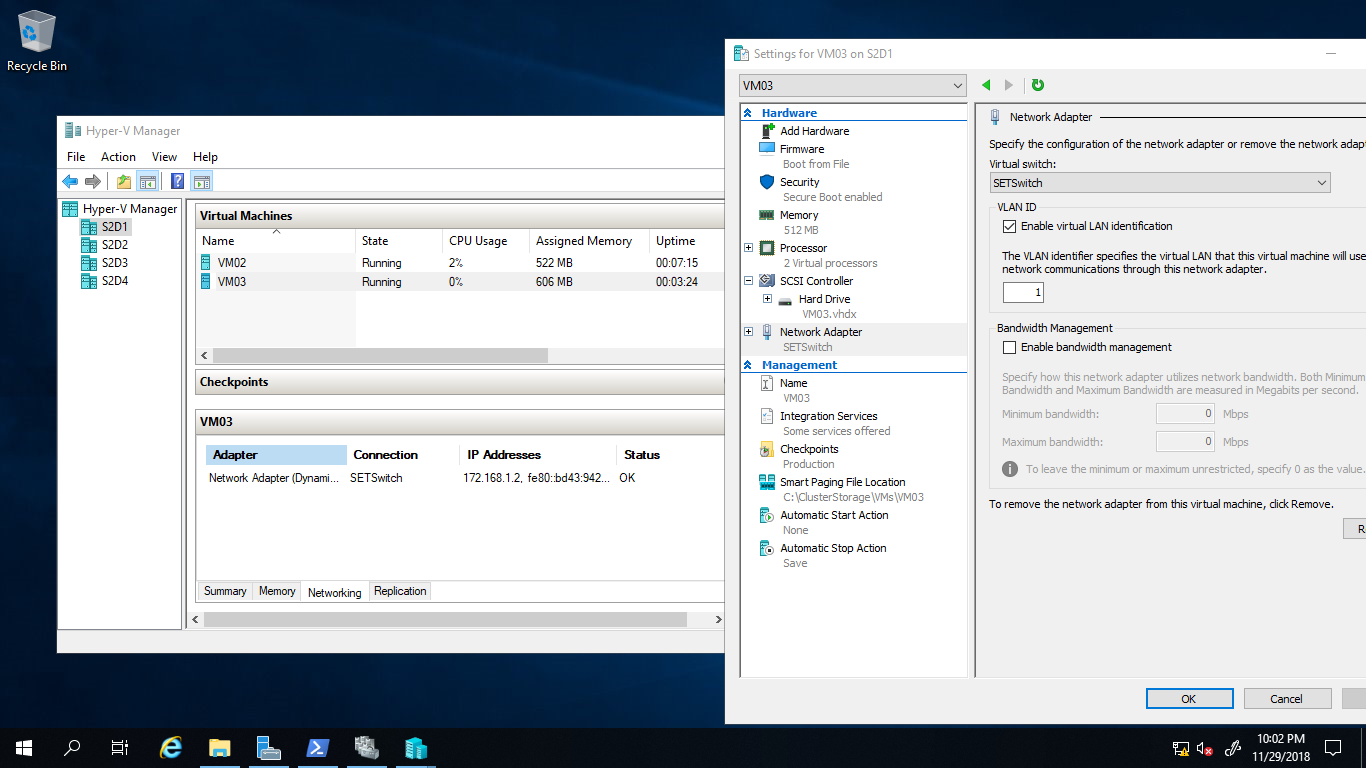 Recycle Bin
Hyper-V Manager
File Action View Help
Hyper-V Manager
S2D1
S2D2
S2D3
S2D4
Virtual Machines
Name State CPU Usage Assigned Memory Uptime
VM02 Running 2% 522 MB 00:07:15
VM03 Running 0% 606 MB 00:03:24
Checkpoints
VM03
Adapter Connection IP Addresses Status
Network Adapter (Dynami... SETSwitch 172.168.1.2, fe80::bd43:942... OK
Summary Memory Networking Replication
Settings for VM03 on S2D1
VM03
Hardware
Add Hardware
Firmware
Boot from File
Security
Secure Boot enabled
Memory
512 MB
Processor
2 Virtual processors
SCSI Controller
Hard Drive
VM03.vhdx
Network Adapter
SETSwitch
Management
Name
VM03
Integration Services
Some services offered
Checkpoints
Production
Smart Paging File Location
C:\ClusterStorage\VMs\VM03
Automatic Start Action
None
Automatic Stop Action
Save
Network Adapter
Specify the configuration of the network adapter or remove the network adapt
Virtual switch:
SETSwitch
VLAN ID
Enable virtual LAN identification
The VLAN identifier specifies the virtual LAN that this virtual machine will use
network communications through this network adapter.
1
Bandwidth Management
Enable bandwidth management
Specify how this network adapter utilizes network bandwidth. Both Minimum
Bandwidth and Maximum Bandwidth are measured in Megabits per second.
Minimum bandwidth: 0 Mbps
Maximum bandwidth: 0 Mbps
To leave the minimum or maximum unrestricted, specify 0 as the value.
To remove the network adapter from this virtual machine, click Remove.
R
OK Cancel
10:02 PM
11/29/2018